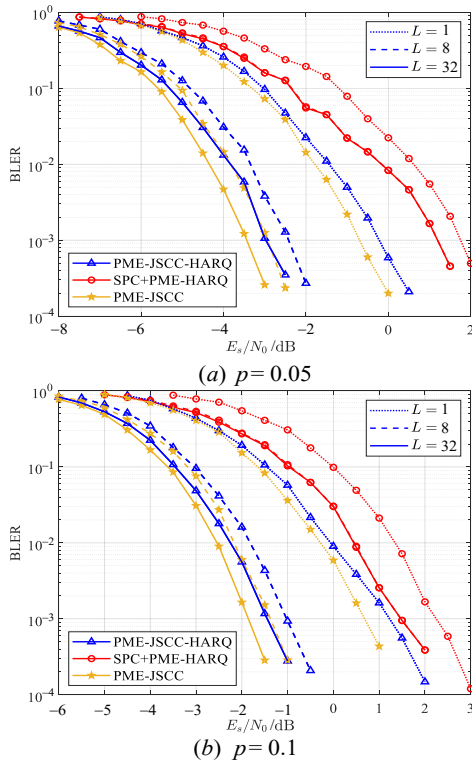 10^0
10^-1
10^-2
10^-3
10^-4
BLER
L = 1
L = 8
L = 32
PME-JSCC-HARQ
SPC+PME-HARQ
PME-JSCC
−8 −6 −4 −2 0 2
E_s/N_0/dB
(a) p= 0.05
10^0
10^-1
10^-2
10^-3
10^-4
BLER
L = 1
L = 8
L = 32
PME-JSCC-HARQ
SPC+PME-HARQ
PME-JSCC
−6 −5 −4 −3 −2 −1 0 1 2 3
E_s/N_0/dB
(b) p= 0.1